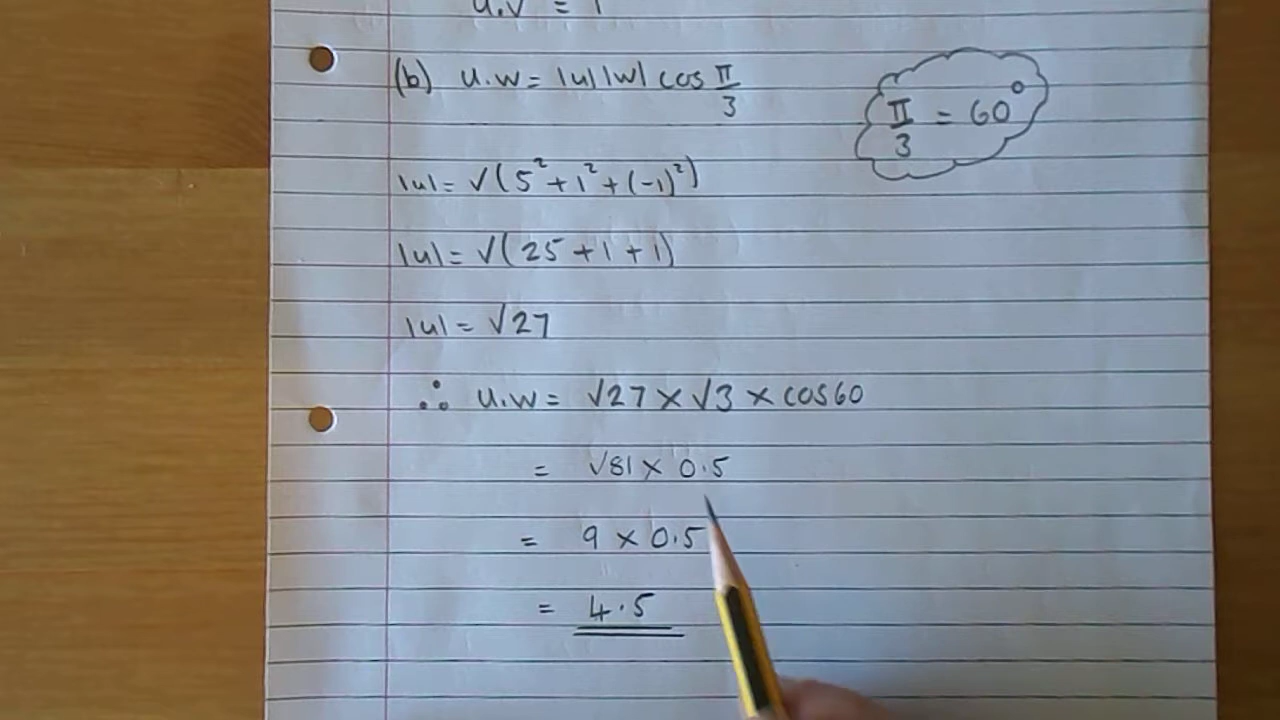 u.v = 1
(b) u.w = |u||w| cos π/3
π/3 = 60°
|u| = √(5² + 1² + (-1)²)
|u| = √(25 + 1 + 1)
|u| = √27
∴ u.w = √27 × √3 × cos60
= √81 × 0.5
= 9 × 0.5
= 4.5